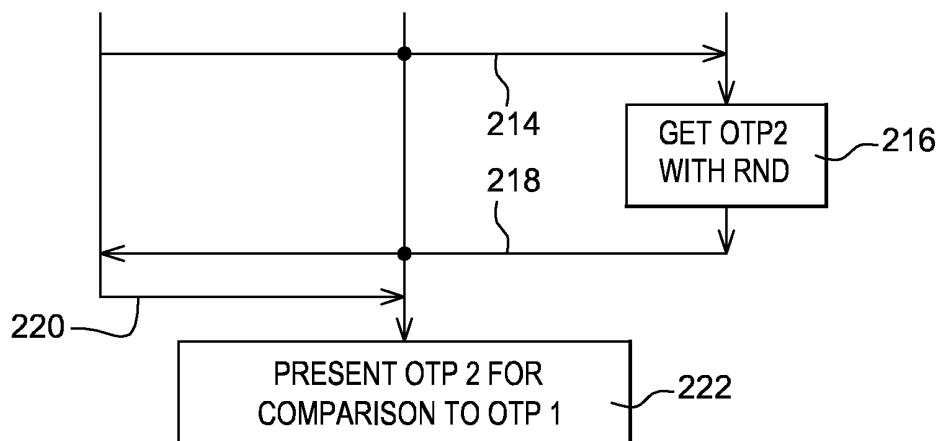 214
GET OTP2
WITH RND
216
218
220
PRESENT OTP 2 FOR
COMPARISON TO OTP 1
222